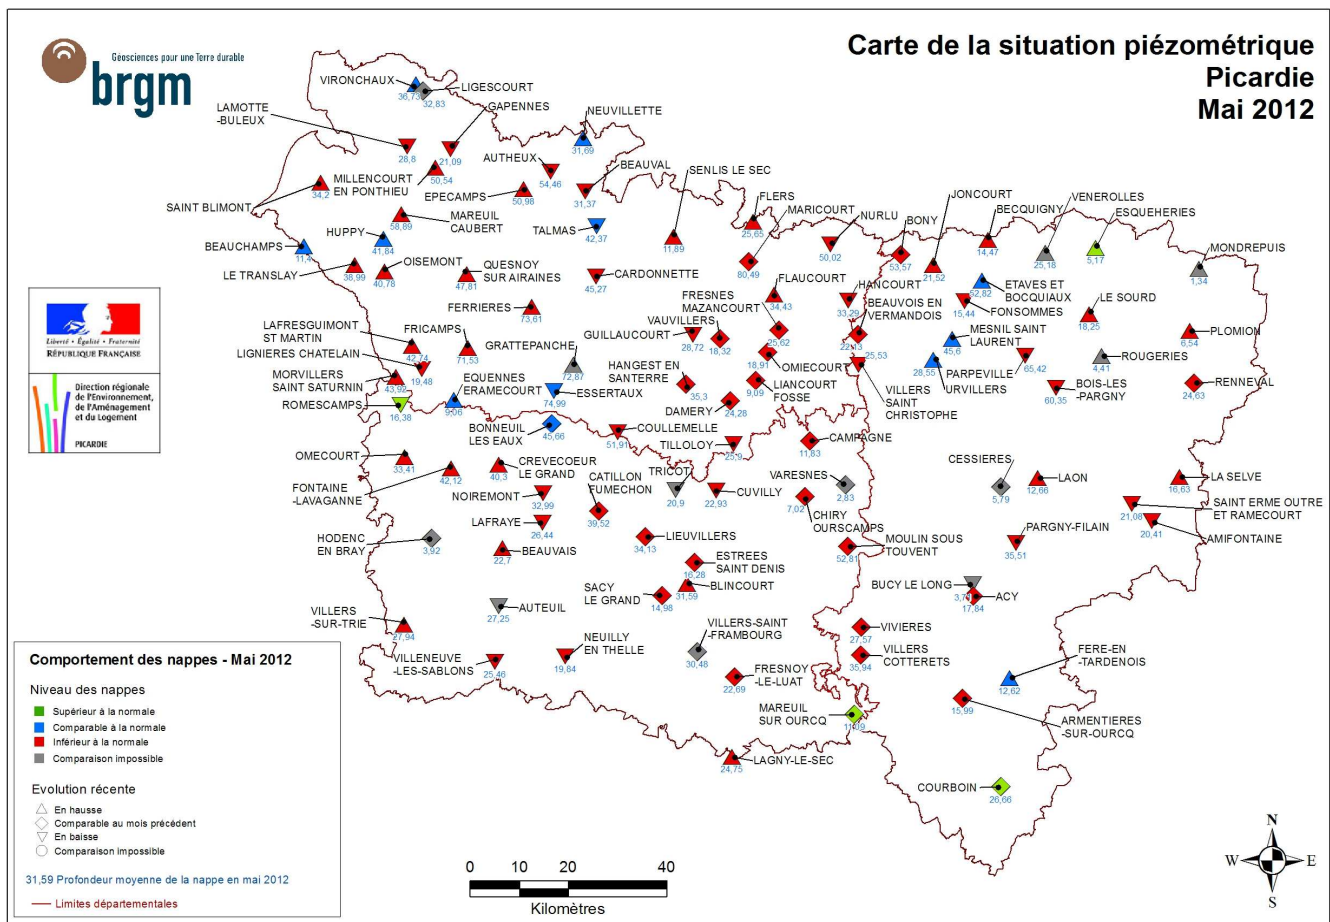 Géosciences pour une Terre durable
brgm
Carte de la situation piézométrique
Picardie
Mai 2012
VIRONCHAUX
36,73
LIGESCOURT
32,83
LAMOTTE
-BULEUX
28,8
GAPENNES
21,09
NEUVILLETTE
31,69
AUTHEUX
54,46
BEAUVAL
31,37
SENLIS LE SEC
11,89
FLERS
25,65
MARICOURT
80,49
NURLU
50,02
BONY
53,57
JONCOURT
21,52
BECQUIGNY
14,47
VENEROLLES
25,18
ESQUEHERIES
5,17
MONDREPUIS
1,34
MILLENCOURT
EN PONTHIEU
50,54
EPECAMPS
50,98
SAINT BLIMONT
34,2
MAREUIL
CAUBERT
58,89
HUPPY
41,84
TALMAS
42,37
BEAUCHAMPS
11,4
LE TRANSLAY
38,99
OISEMONT
40,78
QUESNOY
SUR AIRAINES
47,81
CARDONNETTE
45,27
FLAUCOURT
34,43
HANCOURT
33,29
BEAUVOIS EN
VERMANDOIS
22,13
ETAVES ET
BOCQUIAUX
62,82
FONSOMMES
15,44
LE SOURD
18,25
PLOMION
6,54
FERRIERES
73,61
FRESNES
MAZANCOURT
25,62
VAUVILLERS
18,32
GUILLAUCOURT
28,72
MESNIL SAINT
LAURENT
45,6
LAFRESGUIMONT
ST MARTIN
42,74
FRICAMPS
71,53
GRATTEPANCHE
72,87
LIGNIERES CHATELAIN
19,48
MORVILLERS
SAINT SATURNIN
43,92
HANGEST EN
SANTERRE
35,3
OMIECOURT
18,91
LIANCOURT
FOSSE
9,09
25,53
VILLERS
SAINT
CHRISTOPHE
28,55
URVILLERS
PARPEVILLE
65,42
ROUGERIES
4,41
BOIS-LES
-PARGNY
60,35
RENNEVAL
24,63
ROMESCAMPS
16,38
EQUENNES
ERAMECOURT
9,06
ESSERTAUX
74,99
DAMERY
24,28
BONNEUIL
LES EAUX
45,66
COULLEMELLE
51,91
TILLOLOY
25,9
CAMPAGNE
11,83
OMECOURT
33,41
FONTAINE
-LAVAGANNE
42,12
CREVECOEUR
LE GRAND
40,3
CATILLON
FUMECHON
39,52
TRICOT
20,9
CUVILLY
22,93
VARESNES
2,83
CESSIERES
5,79
LAON
12,66
LA SELVE
16,63
NOIREMONT
32,99
CHIRY
OURSCAMPS
7,02
SAINT ERME OUTRE
ET RAMECOURT
21,08
AMIFONTAINE
20,41
LAFRAYE
26,44
HODENC
EN BRAY
3,92
BEAUVAIS
22,7
LIEUVILLERS
34,13
MOULIN SOUS
TOUVENT
52,81
PARGNY-FILAIN
35,51
ESTREES
SAINT DENIS
16,28
BLINCOURT
31,59
SACY
LE GRAND
14,98
BUCY LE LONG
ACY
17,84
AUTEUIL
27,25
VILLERS
-SUR-TRIE
27,94
VILLERS-SAINT
-FRAMBOURG
30,48
VIVIERES
27,57
VILLERS
COTTERETS
35,94
NEUILLY
EN THELLE
19,84
VILLENEUVE
-LES-SABLONS
25,46
FRESNOY
-LE-LUAT
22,69
FERE-EN
-TARDENOIS
12,62
MAREUIL
SUR OURCQ
11,09
15,99
ARMENTIERES
-SUR-OURCQ
LAGNY-LE-SEC
24,75
COURBOIN
26,66
Liberté • Égalité • Fraternité
RÉPUBLIQUE FRANÇAISE
Direction régionale
de l'Environnement,
de l'Aménagement
et du Logement
PICARDIE
Comportement des nappes - Mai 2012
Niveau des nappes
Supérieur à la normale
Comparable à la normale
Inférieur à la normale
Comparaison impossible
Evolution récente
En hausse
Comparable au mois précédent
En baisse
Comparaison impossible
31,59 Profondeur moyenne de la nappe en mai 2012
Limites départementales
0 10 20 40
Kilomètres
N
W E
S